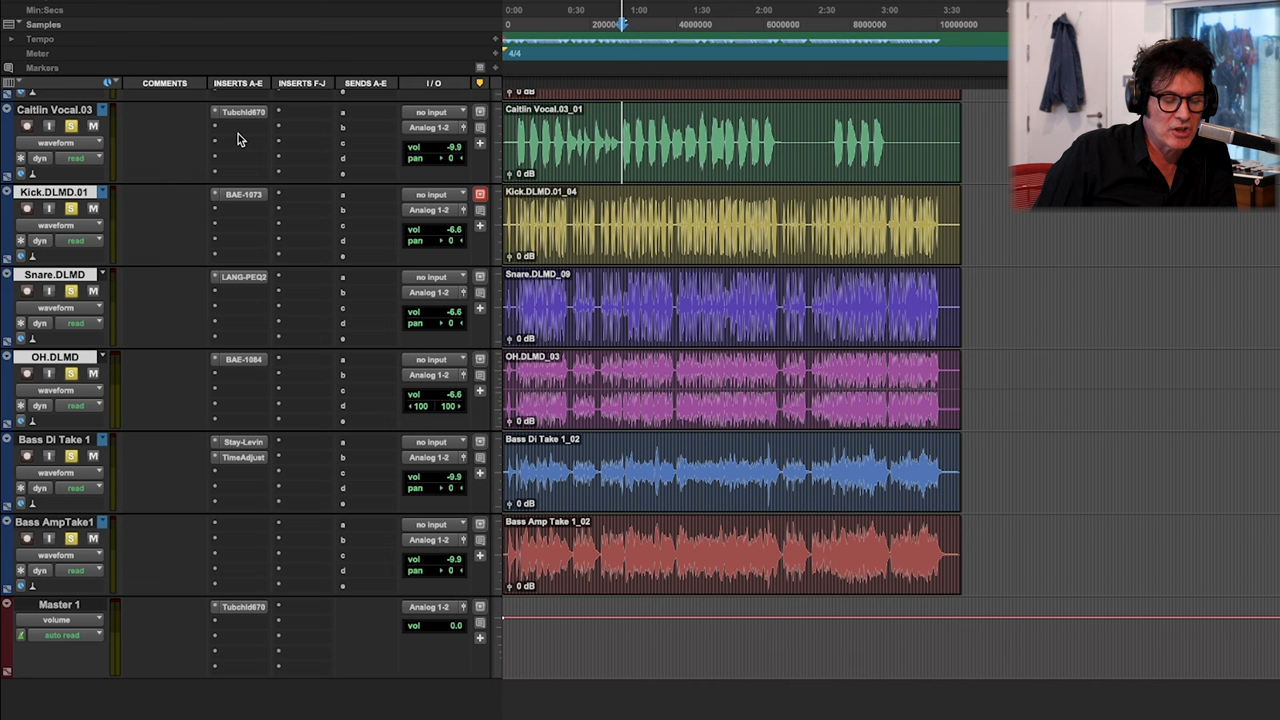 Min:Secs 0:00 0:30 1:00 1:30 2:00 2:30 3:00 3:30
Samples 0 2000000 4000000 6000000 8000000 10000000
Tempo
Meter 4/4
Markers
COMMENTS INSERTS A-E INSERTS F-J SENDS A-E I / O
e 0 dB
Caitlin Vocal.03 Tubchld670 a no input Caitlin Vocal.03_01
I S M b Analog 1-2
waveform c vol -9.9
dyn read d pan 0
e 0 dB
Kick.DLMD.01 BAE-1073 a no input Kick.DLMD.01_04
I S M b Analog 1-2
waveform c vol -6.6
dyn read d pan 0
e 0 dB
Snare.DLMD LANG-PEQ2 a no input Snare.DLMD_09
I S M b Analog 1-2
waveform c vol -6.6
dyn read d pan 0
e 0 dB
OH.DLMD BAE-1084 a no input OH.DLMD_03
I S M b Analog 1-2
waveform c vol -6.6
dyn read d 100 100
e 0 dB
Bass DI Take 1 Stay-Levin a no input Bass Di Take 1_02
I S M TimeAdjust b Analog 1-2
waveform c vol -9.9
dyn read d pan 0
e 0 dB
Bass AmpTake1 a no input Bass Amp Take 1_02
I S M b Analog 1-2
waveform c vol -9.9
dyn read d pan 0
e 0 dB
Master 1 Tubchld670 Analog 1-2
volume vol 0.0
auto read